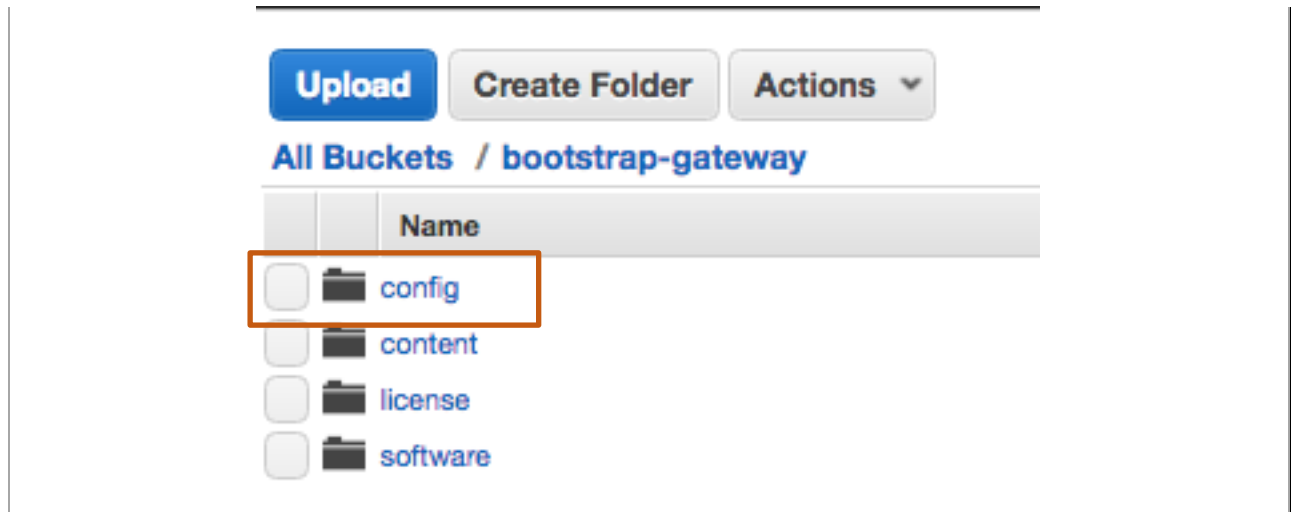 Upload Create Folder Actions
All Buckets / bootstrap-gateway
Name
config
content
license
software